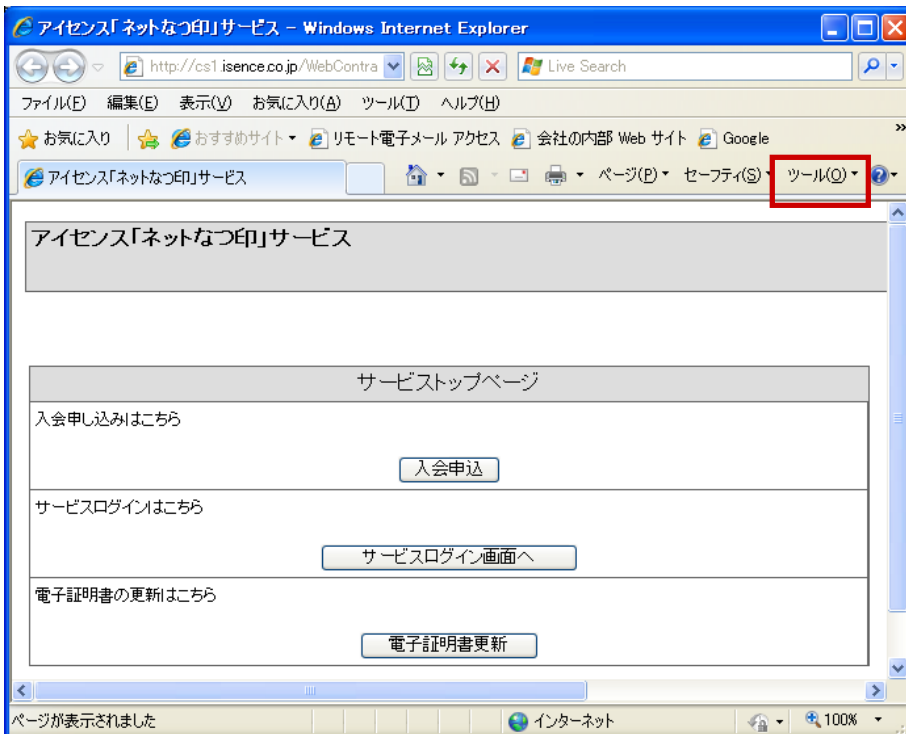 アイセンス「ネットなつ印」サービス - Windows Internet Explorer
http://cs1.isence.co.jp/WebContra
Live Search
ファイル(F) 編集(E) 表示(V) お気に入り(A) ツール(T) ヘルプ(H)
お気に入り おすすめサイト リモート電子メール アクセス 会社の内部 Web サイト Google »
アイセンス「ネットなつ印」サービス ページ(P) セーフティ(S) ツール(O)
アイセンス「ネットなつ印」サービス
サービストップページ
入会申し込みはこちら
入会申込
サービスログインはこちら
サービスログイン画面へ
電子証明書の更新はこちら
電子証明書更新
ページが表示されました インターネット 100%